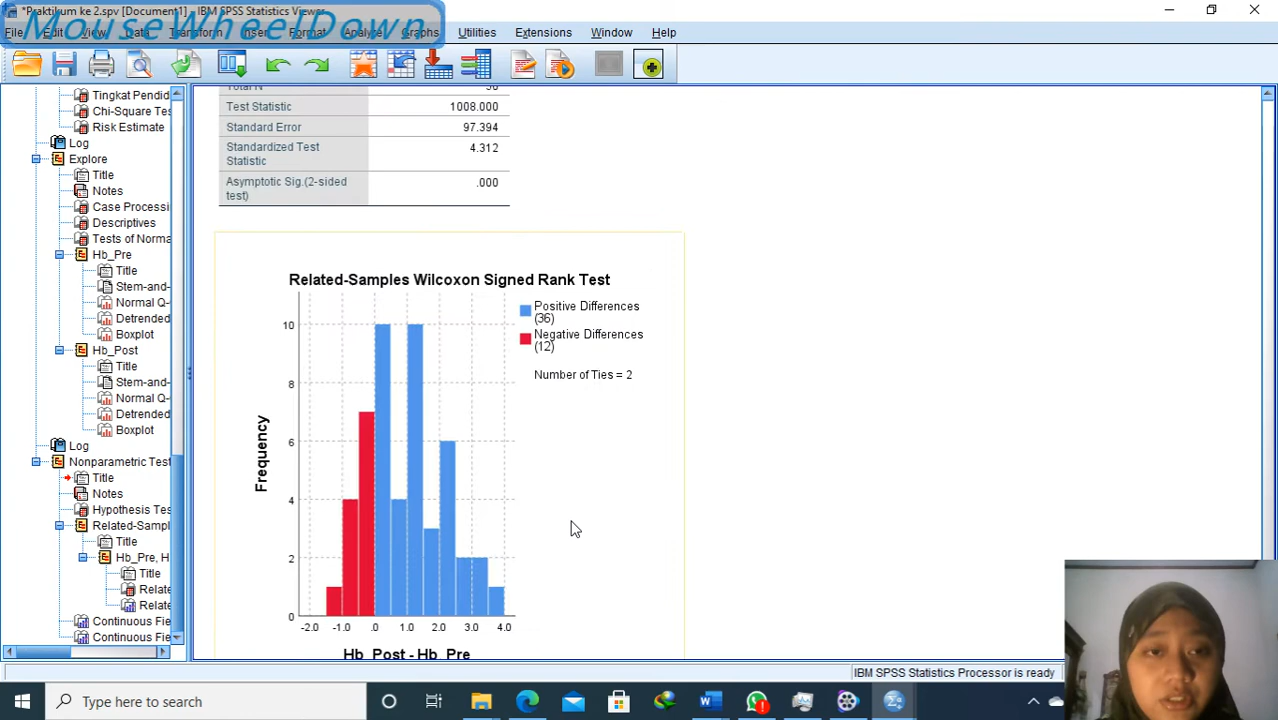 *Praktikum ke 2.spv [Document1] - IBM SPSS Statistics Viewer
MouseWheelDown
File Edit View Data Transform Insert Format Analyze Graphs Utilities Extensions Window Help
Tingkat Pendid
Chi-Square Tes
Risk Estimate
Log
Explore
Title
Notes
Case Processi
Descriptives
Tests of Norma
Hb_Pre
Title
Stem-and-
Normal Q-
Detrended
Boxplot
Hb_Post
Title
Stem-and-
Normal Q-
Detrended
Boxplot
Log
Nonparametric Test
Title
Notes
Hypothesis Tes
Related-Sampl
Title
Hb_Pre, H
Title
Relate
Relate
Continuous Fie
Continuous Fie
Total N 50
Test Statistic 1008.000
Standard Error 97.394
Standardized Test
Statistic 4.312
Asymptotic Sig.(2-sided
test) .000
Related-Samples Wilcoxon Signed Rank Test
Positive Differences
(36)
Negative Differences
(12)
Number of Ties = 2
Frequency
10
8
6
4
2
0
-2.0 -1.0 .0 1.0 2.0 3.0 4.0
Hb_Post - Hb_Pre
IBM SPSS Statistics Processor is ready
Type here to search